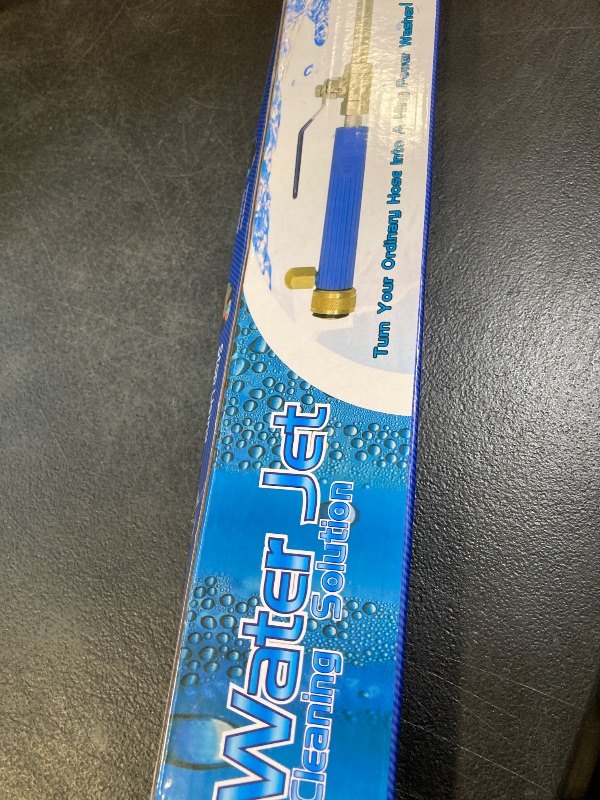 Turn Your Ordinary Hose Into A High Power Washer!
Water Jet
Cleaning Solution